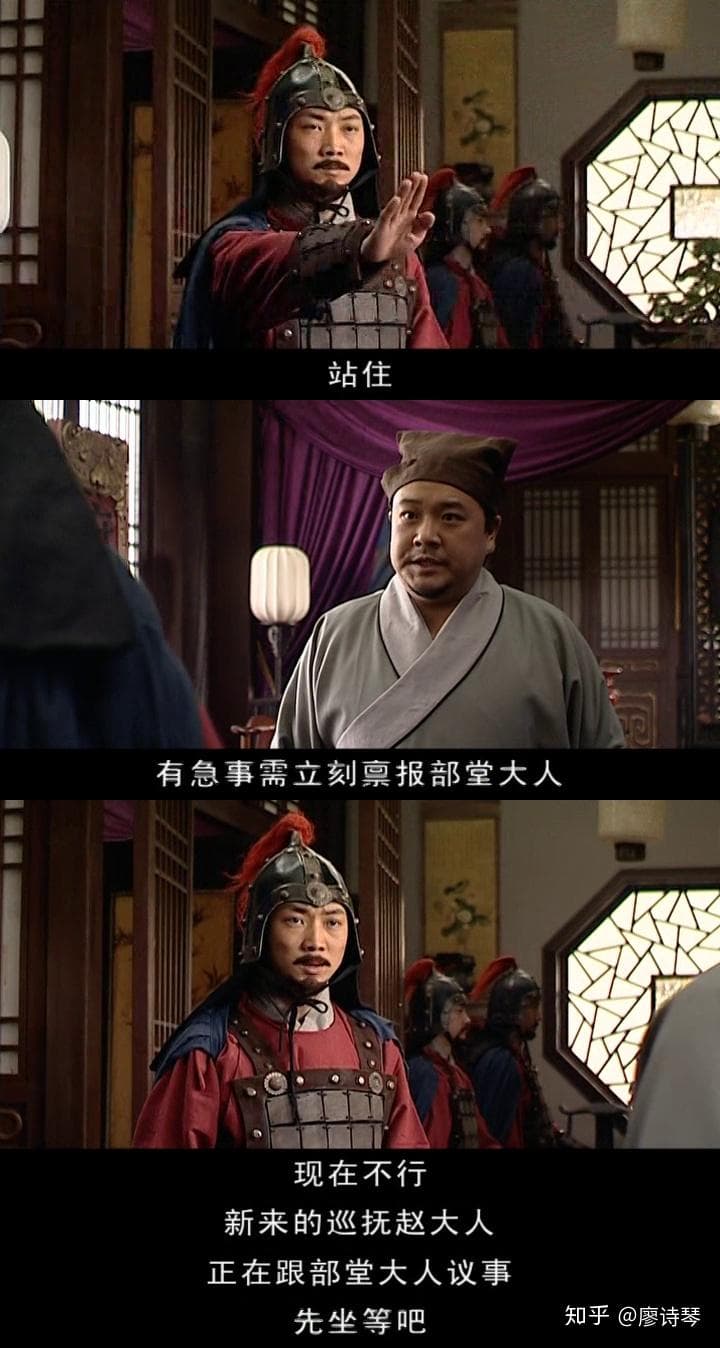 站住
有急事需立刻禀报部堂大人
现在不行
新来的巡抚赵大人
正在跟部堂大人议事
先坐等吧
知乎 @廖诗琴